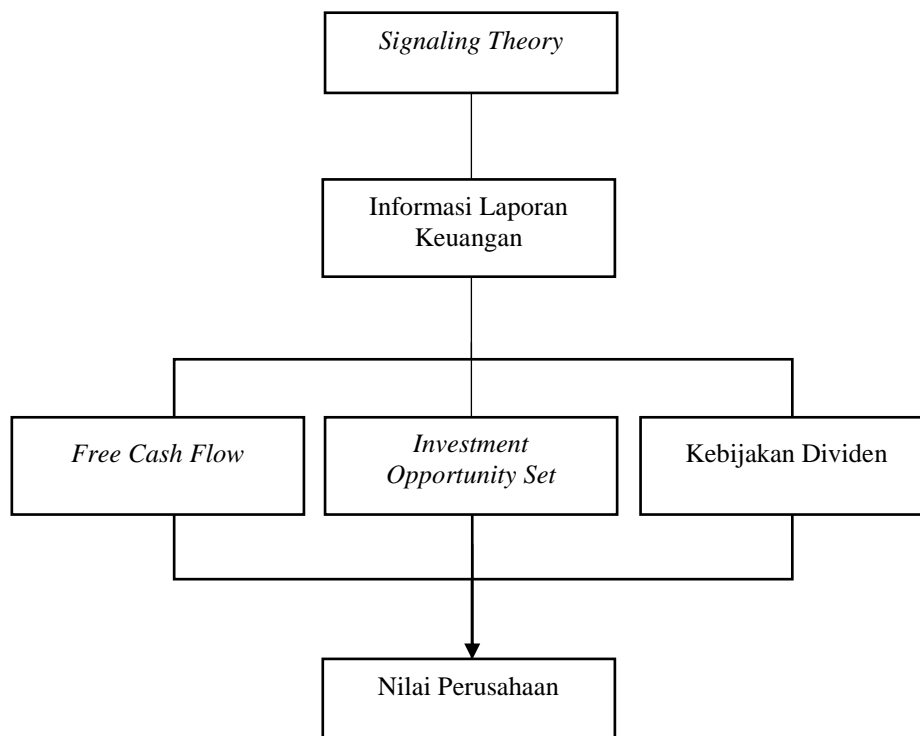 Signaling Theory
Informasi Laporan
Keuangan
Free Cash Flow
Investment
Opportunity Set
Kebijakan Dividen
Nilai Perusahaan